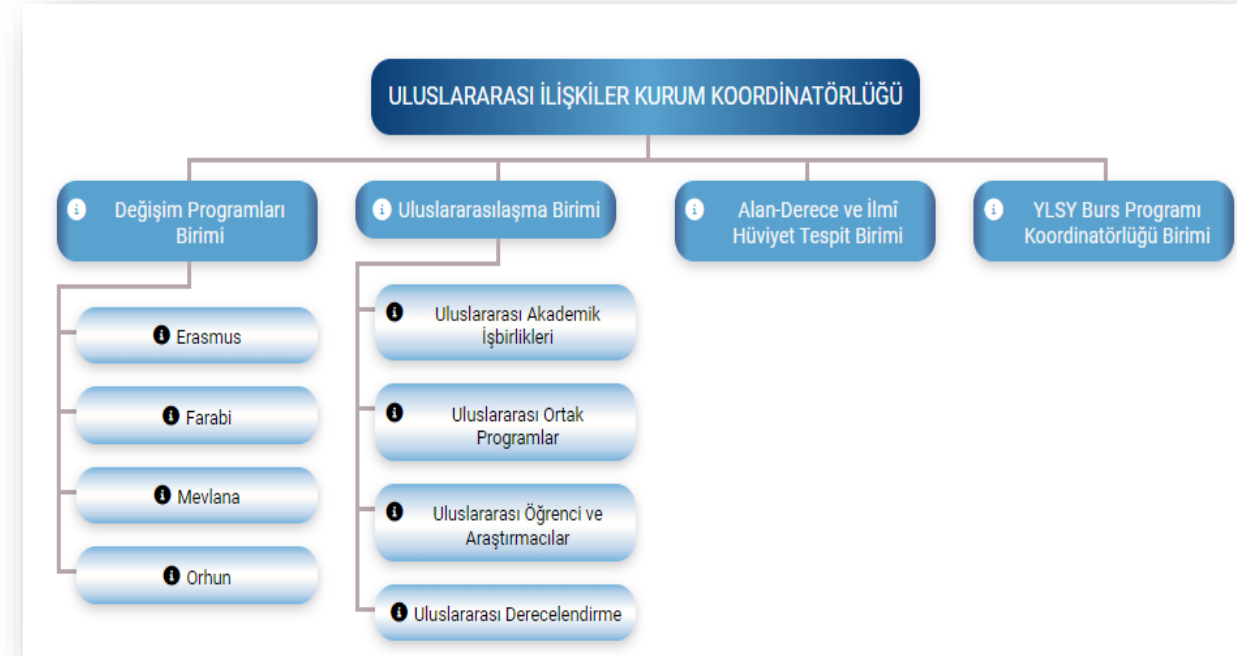 ULUSLARARASI İLİŞKİLER KURUM KOORDİNATÖRLÜĞÜ
Değişim Programları
Birimi
Erasmus
Farabi
Mevlana
Orhun
Uluslararasılaşma Birimi
Uluslararası Akademik
İşbirlikleri
Uluslararası Ortak
Programlar
Uluslararası Öğrenci ve
Araştırmacılar
Uluslararası Derecelendirme
Alan-Derece ve İlmî
Hüviyet Tespit Birimi
YLSY Burs Programı
Koordinatörlüğü Birimi